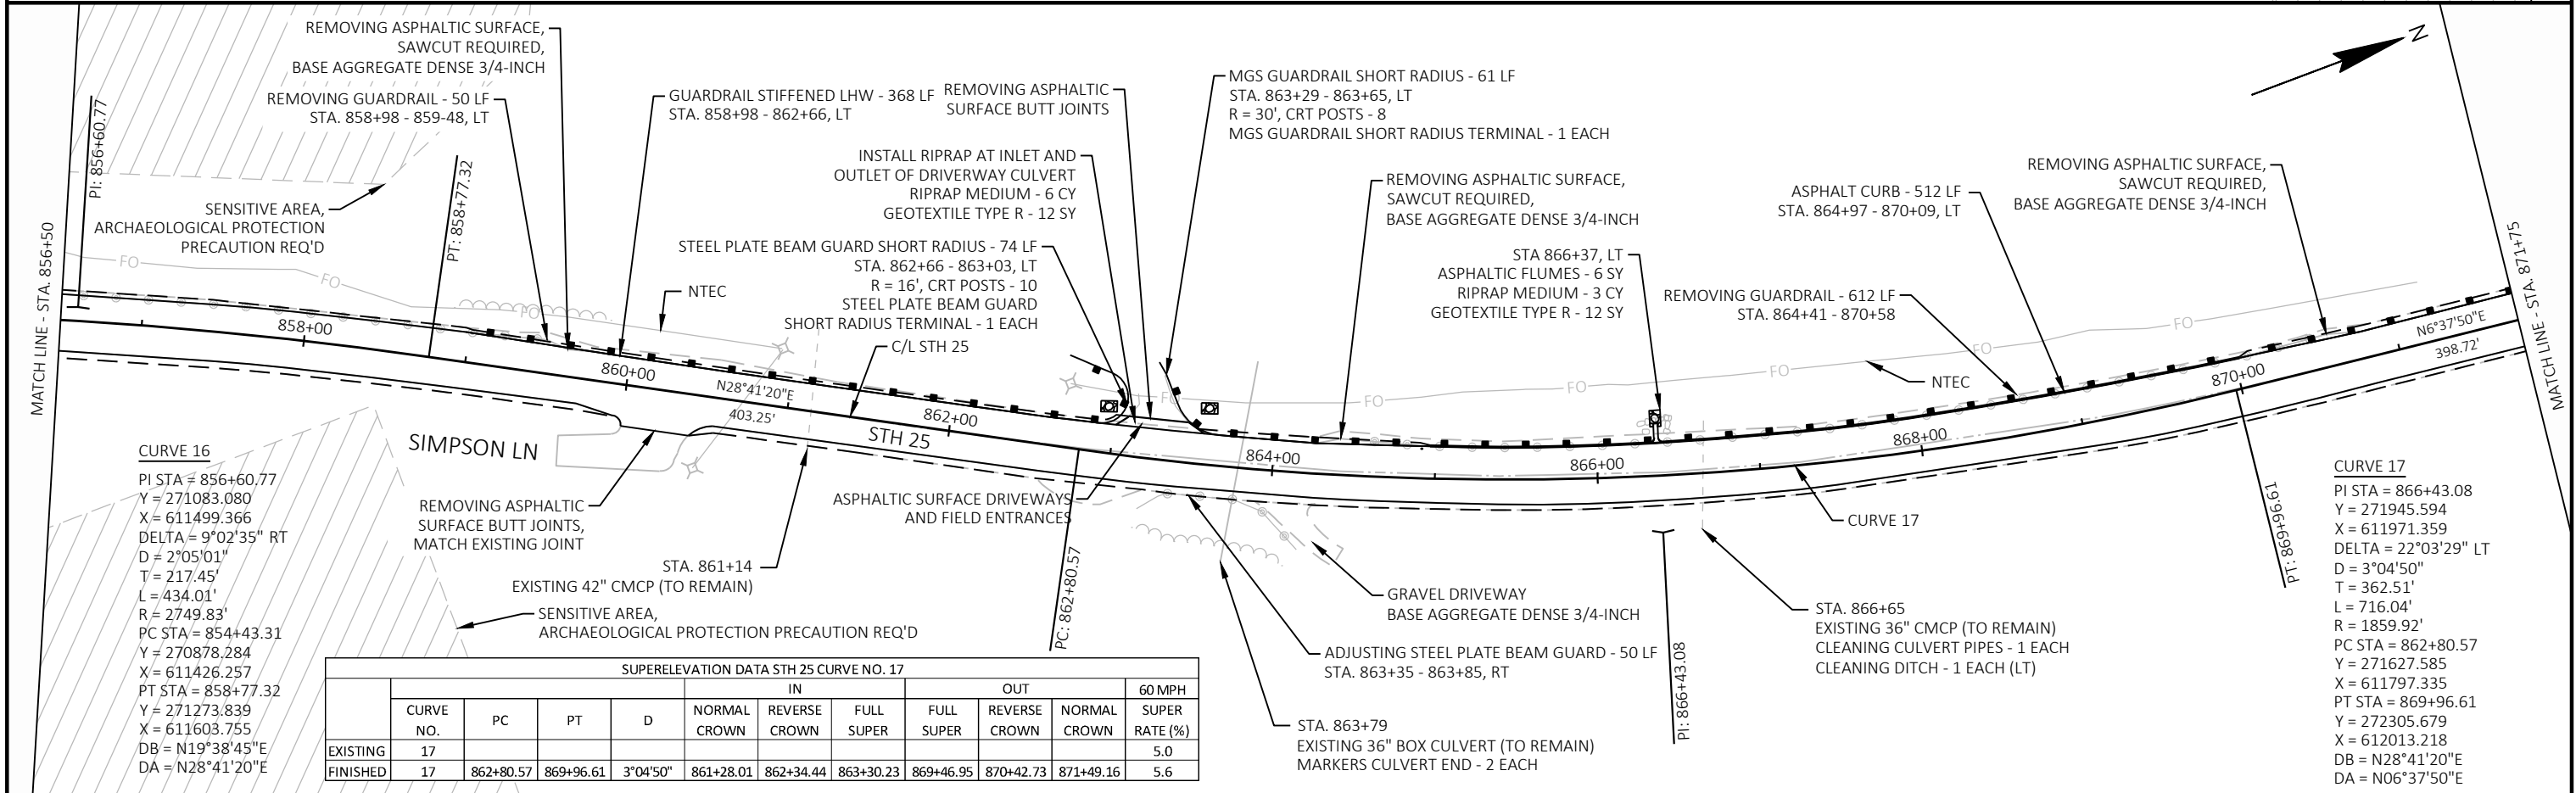 REMOVING ASPHALTIC SURFACE,
SAWCUT REQUIRED,
BASE AGGREGATE DENSE 3/4-INCH
REMOVING GUARDRAIL - 50 LF
STA. 858+98 - 859-48, LT
GUARDRAIL STIFFENED LHW - 368 LF
STA. 858+98 - 862+66, LT
REMOVING ASPHALTIC
SURFACE BUTT JOINTS
MGS GUARDRAIL SHORT RADIUS - 61 LF
STA. 863+29 - 863+65, LT
R = 30', CRT POSTS - 8
MGS GUARDRAIL SHORT RADIUS TERMINAL - 1 EACH
N
INSTALL RIPRAP AT INLET AND
OUTLET OF DRIVERWAY CULVERT
RIPRAP MEDIUM - 6 CY
GEOTEXTILE TYPE R - 12 SY
REMOVING ASPHALTIC SURFACE,
SAWCUT REQUIRED,
BASE AGGREGATE DENSE 3/4-INCH
ASPHALT CURB - 512 LF
STA. 864+97 - 870+09, LT
REMOVING ASPHALTIC SURFACE,
SAWCUT REQUIRED,
BASE AGGREGATE DENSE 3/4-INCH
PI: 856+60.77
PT: 858+77.32
SENSITIVE AREA,
ARCHAEOLOGICAL PROTECTION
PRECAUTION REQ'D
STEEL PLATE BEAM GUARD SHORT RADIUS - 74 LF
STA. 862+66 - 863+03, LT
R = 16', CRT POSTS - 10
STEEL PLATE BEAM GUARD
SHORT RADIUS TERMINAL - 1 EACH
STA 866+37, LT
ASPHALTIC FLUMES - 6 SY
RIPRAP MEDIUM - 3 CY
GEOTEXTILE TYPE R - 12 SY
REMOVING GUARDRAIL - 612 LF
STA. 864+41 - 870+58
MATCH LINE - STA. 856+50
MATCH LINE - STA. 871+75
FO
FO
FO
FO
FO
FO
FO
FO
FO
NTEC
NTEC
C/L STH 25
858+00
860+00
862+00
864+00
866+00
868+00
870+00
N28°41'20"E
403.25'
N6°37'50"E
398.72'
SIMPSON LN
STH 25
CURVE 16
PI STA = 856+60.77
Y = 271083.080
X = 611499.366
DELTA = 9°02'35" RT
D = 2°05'01"
T = 217.45'
L = 434.01'
R = 2749.83'
PC STA = 854+43.31
Y = 270878.284
X = 611426.257
PT STA = 858+77.32
Y = 271273.839
X = 611603.755
DB = N19°38'45"E
DA = N28°41'20"E
REMOVING ASPHALTIC
SURFACE BUTT JOINTS,
MATCH EXISTING JOINT
STA. 861+14
EXISTING 42" CMCP (TO REMAIN)
SENSITIVE AREA,
ARCHAEOLOGICAL PROTECTION PRECAUTION REQ'D
ASPHALTIC SURFACE DRIVEWAYS
AND FIELD ENTRANCES
PC: 862+80.57
GRAVEL DRIVEWAY
BASE AGGREGATE DENSE 3/4-INCH
ADJUSTING STEEL PLATE BEAM GUARD - 50 LF
STA. 863+35 - 863+85, RT
STA. 863+79
EXISTING 36" BOX CULVERT (TO REMAIN)
MARKERS CULVERT END - 2 EACH
CURVE 17
PI: 866+43.08
STA. 866+65
EXISTING 36" CMCP (TO REMAIN)
CLEANING CULVERT PIPES - 1 EACH
CLEANING DITCH - 1 EACH (LT)
PT: 869+96.61
CURVE 17
PI STA = 866+43.08
Y = 271945.594
X = 611971.359
DELTA = 22°03'29" LT
D = 3°04'50"
T = 362.51'
L = 716.04'
R = 1859.92'
PC STA = 862+80.57
Y = 271627.585
X = 611797.335
PT STA = 869+96.61
Y = 272305.679
X = 612013.218
DB = N28°41'20"E
DA = N06°37'50"E
SUPERELEVATION DATA STH 25 CURVE NO. 17
IN OUT 60 MPH
CURVE NO. PC PT D NORMAL CROWN REVERSE CROWN FULL SUPER FULL SUPER REVERSE CROWN NORMAL CROWN SUPER RATE (%)
EXISTING 17 5.0
FINISHED 17 862+80.57 869+96.61 3°04'50" 861+28.01 862+34.44 863+30.23 869+46.95 870+42.73 871+49.16 5.6